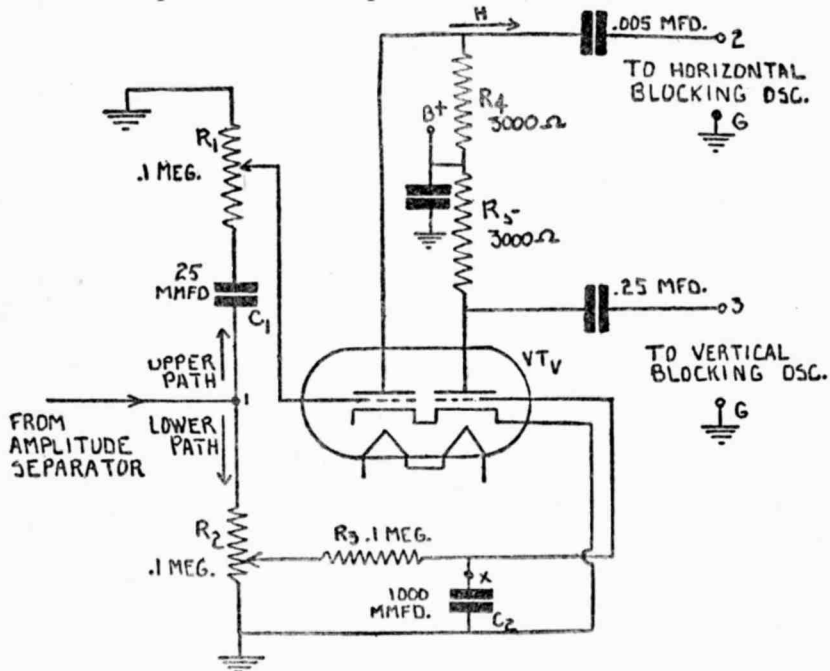 H
.005 MFD.
2
TO HORIZONTAL
BLOCKING OSC.
G
R4
3000Ω
B+
R1
.1 MEG.
R5
3000Ω
25
MMFD
C1
.25 MFD.
3
UPPER
PATH
VTV
TO VERTICAL
BLOCKING OSC.
G
1
FROM
AMPLITUDE
SEPARATOR
LOWER
PATH
R2
.1 MEG.
R3 .1 MEG.
X
1000
MMFD.
C2